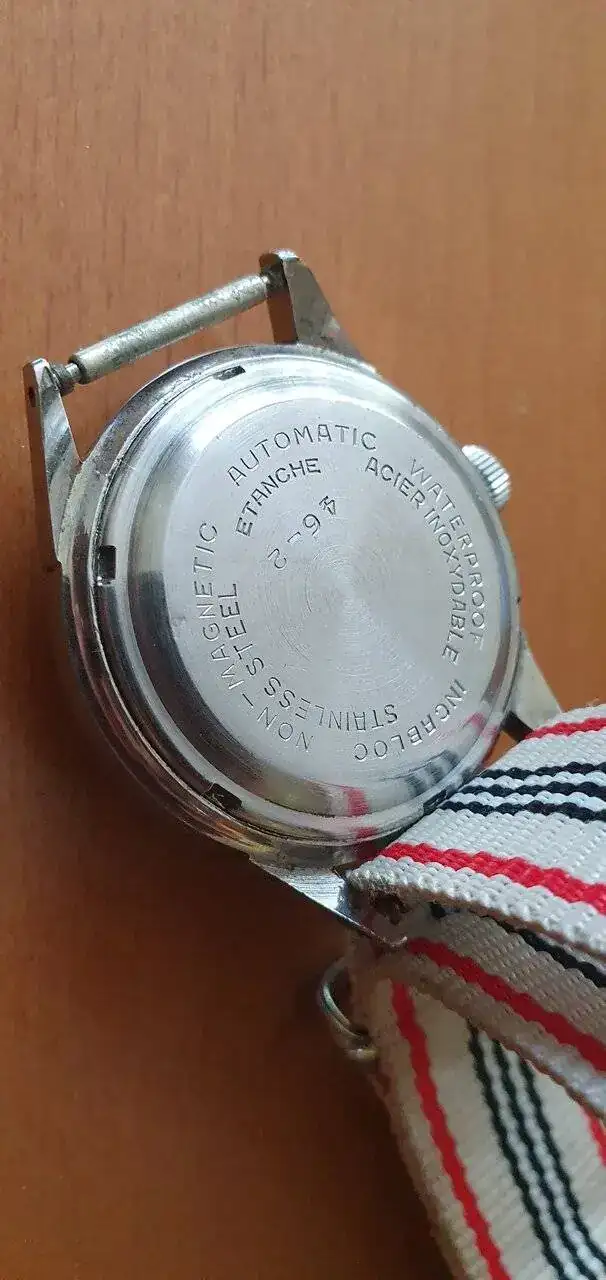 AUTOMATIC WATERPROOF INCABLOC NON-MAGNETIC
ETANCHE ACIER INOXYDABLE STAINLESS STEEL
46-2